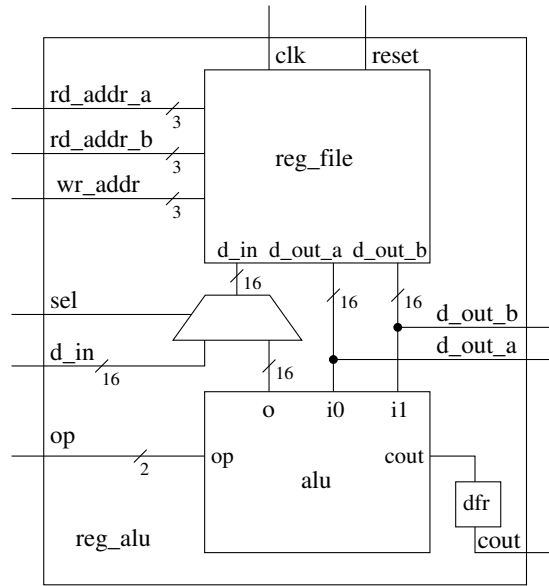 clk reset
rd_addr_a
3
rd_addr_b
3
reg_file
wr_addr
3
d_in d_out_a d_out_b
16
sel
16
16
d_out_b
d_in
16
16
d_out_a
o i0 i1
op
2
op
cout
alu
dfr
reg_alu
cout